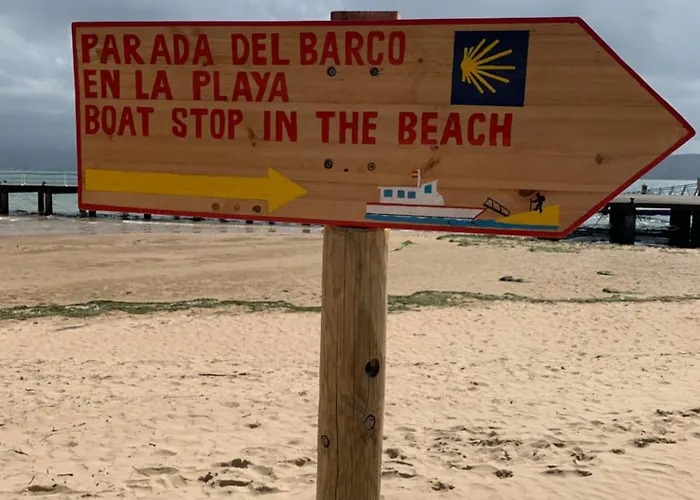 PARADA DEL BARCO
EN LA PLAYA
BOAT STOP IN THE BEACH